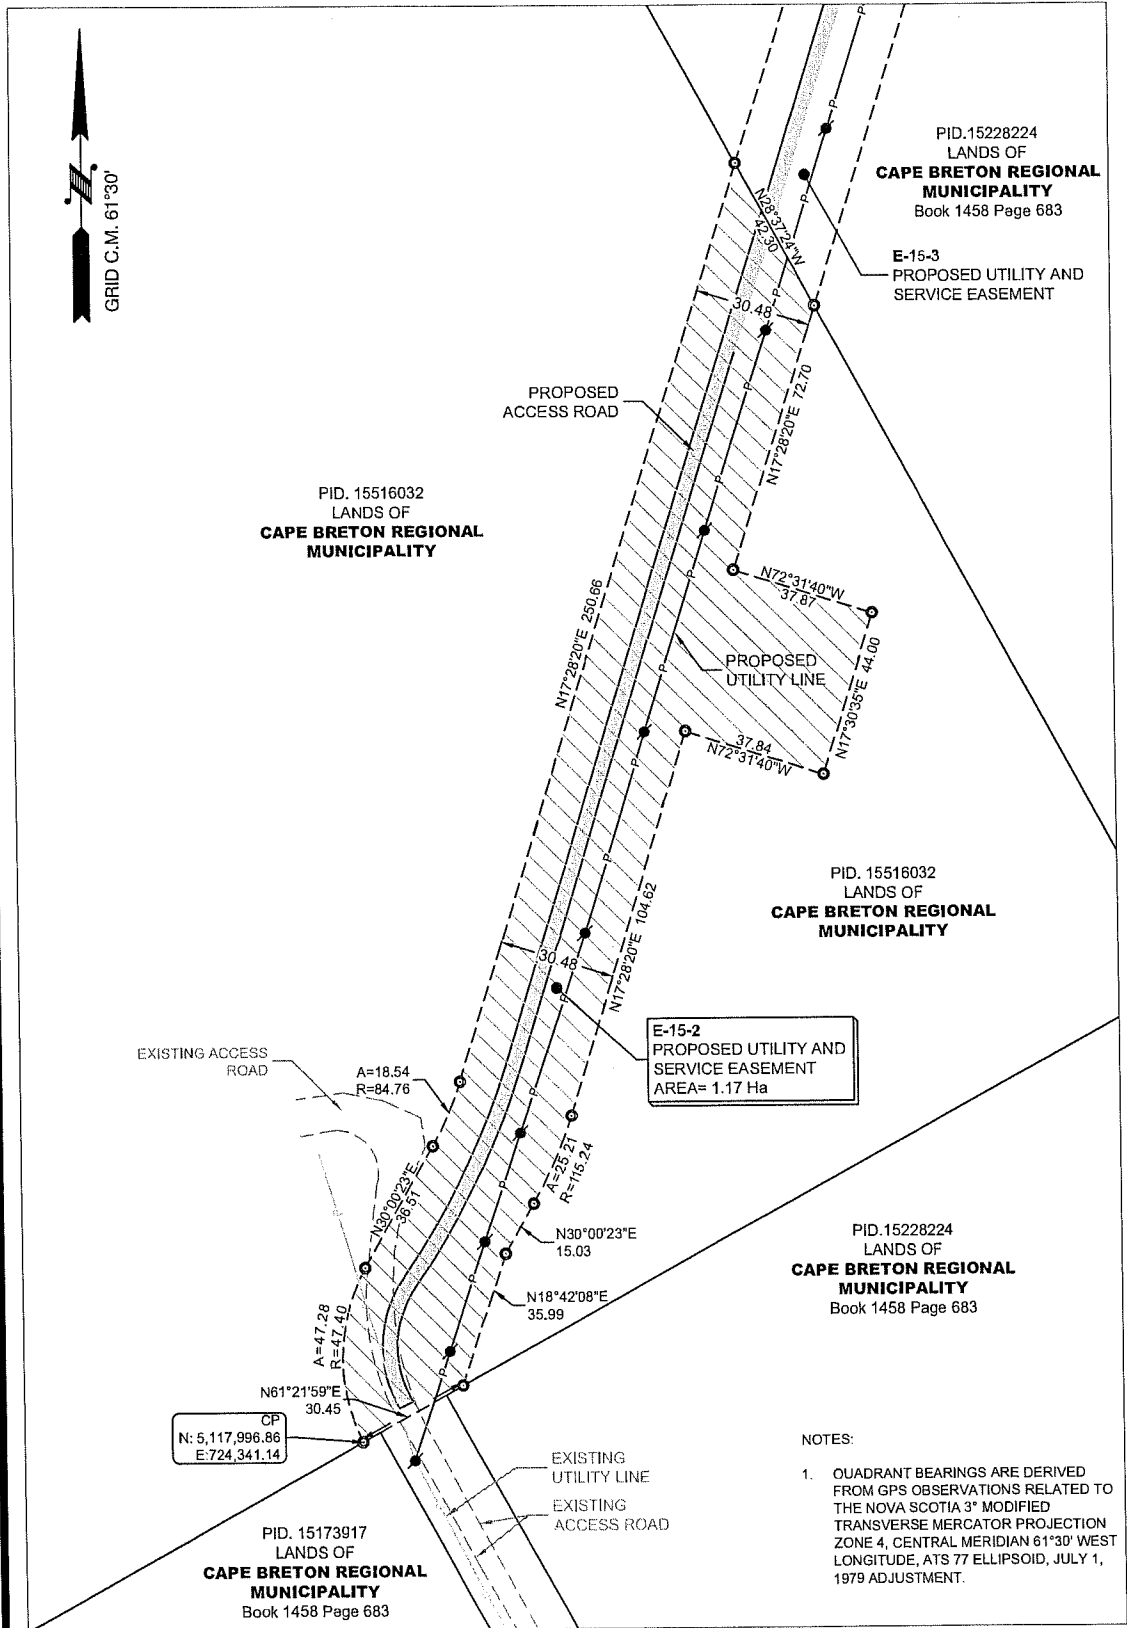 GRID C.M. 61°30'
PID.15228224
LANDS OF
CAPE BRETON REGIONAL
MUNICIPALITY
Book 1458 Page 683
E-15-3
PROPOSED UTILITY AND
SERVICE EASEMENT
N28°37'24"W
42.30
30.48
N17°28'20"E 72.70
PROPOSED
ACCESS ROAD
PID. 15516032
LANDS OF
CAPE BRETON REGIONAL
MUNICIPALITY
N72°31'40"W
37.87
N17°30'35"E 44.00
N17°28'20"E 250.66
PROPOSED
UTILITY LINE
37.84
N72°31'40"W
PID. 15516032
LANDS OF
CAPE BRETON REGIONAL
MUNICIPALITY
N17°28'20"E 104.62
30.48
E-15-2
PROPOSED UTILITY AND
SERVICE EASEMENT
AREA= 1.17 Ha
EXISTING ACCESS
ROAD
A=18.54
R=84.76
A=25.21
R=115.24
N30°00'23"E
36.51
N30°00'23"E
15.03
N18°42'08"E
35.99
PID.15228224
LANDS OF
CAPE BRETON REGIONAL
MUNICIPALITY
Book 1458 Page 683
A=47.28
R=47.40
N61°21'59"E
30.45
CP
N: 5,117,996.86
E:724,341.14
EXISTING
UTILITY LINE
EXISTING
ACCESS ROAD
PID. 15173917
LANDS OF
CAPE BRETON REGIONAL
MUNICIPALITY
Book 1458 Page 683
NOTES:
1. QUADRANT BEARINGS ARE DERIVED
FROM GPS OBSERVATIONS RELATED TO
THE NOVA SCOTIA 3° MODIFIED
TRANSVERSE MERCATOR PROJECTION
ZONE 4, CENTRAL MERIDIAN 61°30' WEST
LONGITUDE, ATS 77 ELLIPSOID, JULY 1,
1979 ADJUSTMENT.